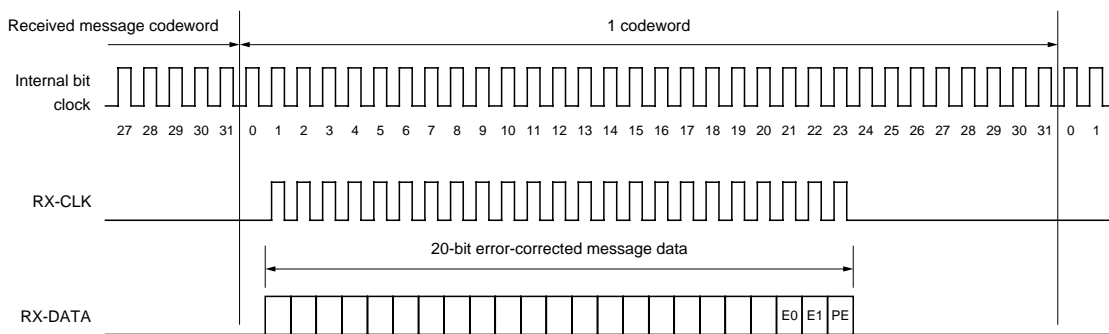 Received message codeword
1 codeword
Internal bit
clock
27 28 29 30 31 0 1 2 3 4 5 6 7 8 9 10 11 12 13 14 15 16 17 18 19 20 21 22 23 24 25 26 27 28 29 30 31 0 1
RX-CLK
20-bit error-corrected message data
RX-DATA
E0 E1 PE